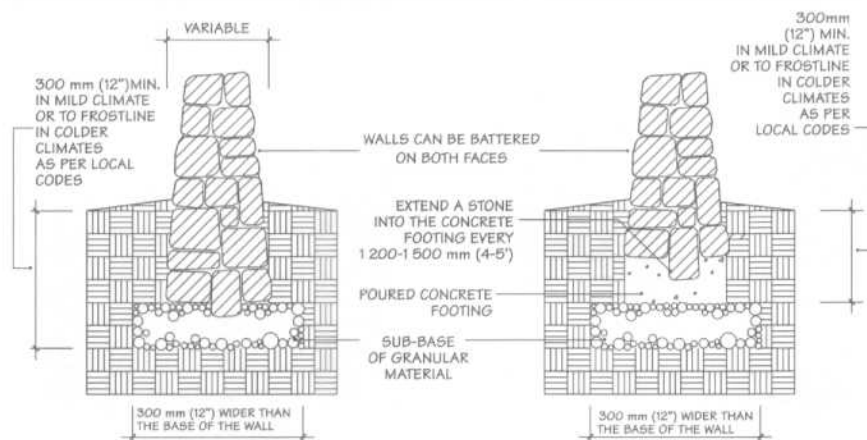 VARIABLE
300 mm (12")MIN.
IN MILD CLIMATE
OR TO FROSTLINE
IN COLDER
CLIMATES
AS PER LOCAL
CODES
WALLS CAN BE BATTERED
ON BOTH FACES
EXTEND A STONE
INTO THE CONCRETE
FOOTING EVERY
1 200-1 500 mm (4-5')
POURED CONCRETE
FOOTING
SUB-BASE
OF GRANULAR
MATERIAL
300 mm (12") WIDER THAN
THE BASE OF THE WALL
300mm
(12") MIN.
IN MILD CLIMATE
OR TO FROSTLINE
IN COLDER
CLIMATES
AS PER
LOCAL CODES
300 mm (12") WIDER THAN
THE BASE OF THE WALL